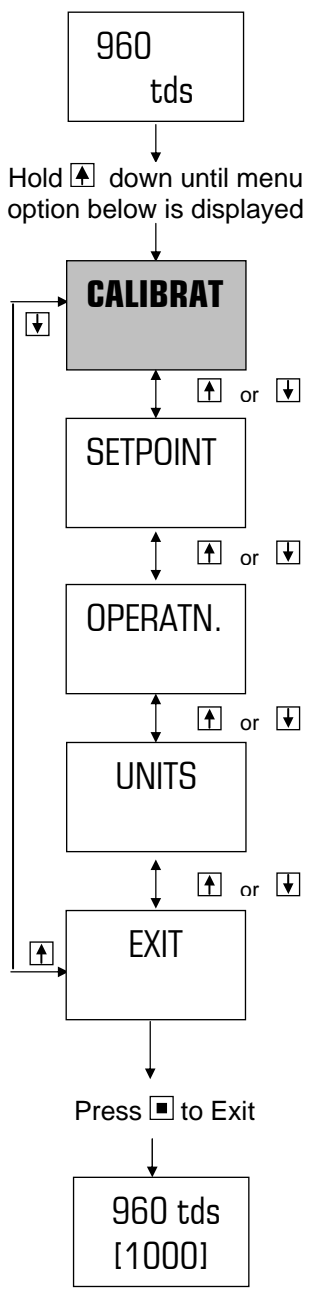 960
tds
Hold down until menu
option below is displayed
CALIBRAT
or
SETPOINT
or
OPERATN.
or
UNITS
or
EXIT
Press to Exit
960 tds
[1000]